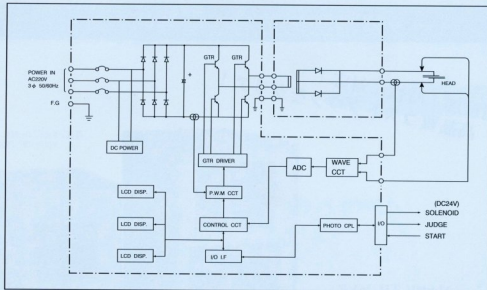 POWER IN
AC220V
3 φ 50/60Hz
F.G
GTR GTR
+
HEAD
DC POWER
GTR DRIVER
P.W.M CCT
CONTROL CCT
I/O I.F
LCD DISP.
LCD DISP.
LCD DISP.
ADC
WAVE
CCT
PHOTO CPL
I/O
(DC24V)
SOLENOID
JUDGE
START